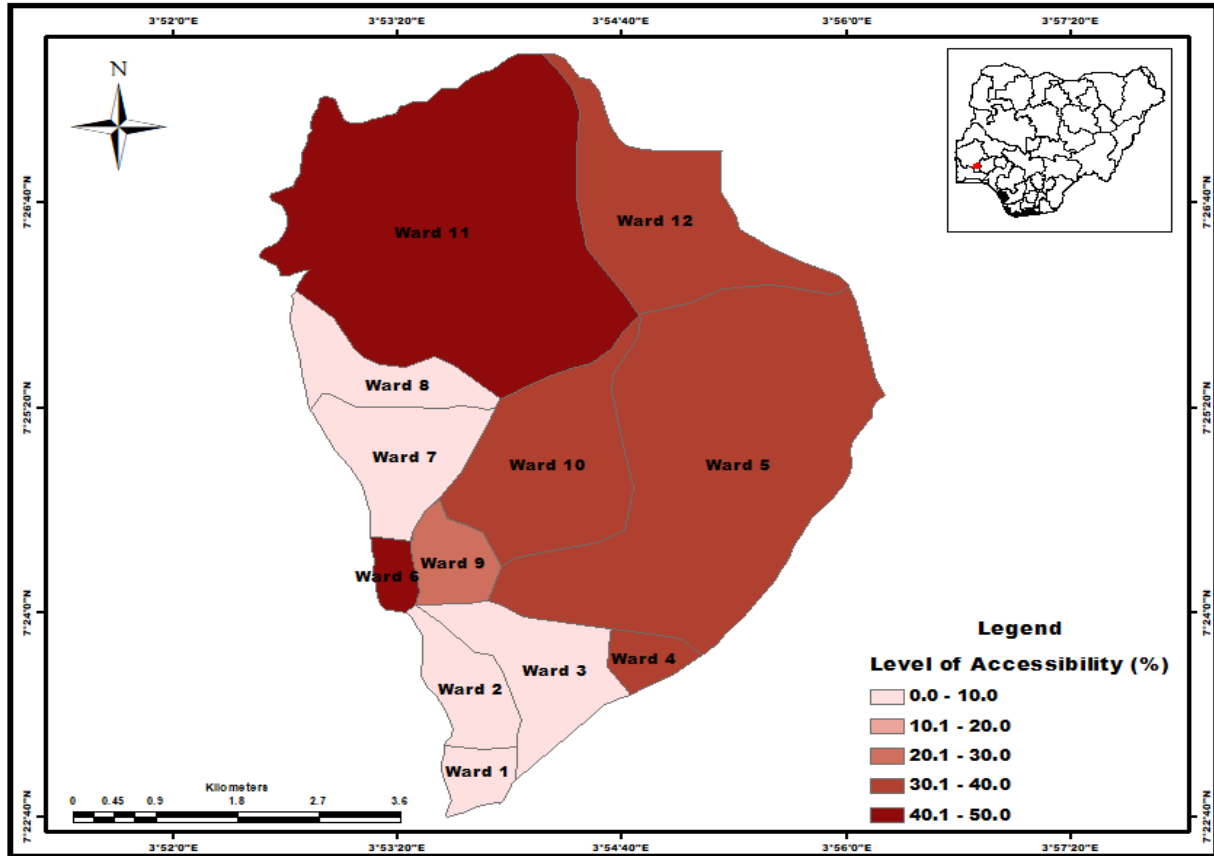 3°52'0"E 3°53'20"E 3°54'40"E 3°56'0"E 3°57'20"E
N
7°26'40"N
7°26'40"N
Ward 11
Ward 12
Ward 8
7°25'20"N
7°25'20"N
Ward 7
Ward 10
Ward 5
Ward 9
Ward 6
7°24'0"N
7°24'0"N
Legend
Ward 4
Ward 3
Level of Accessibility (%)
Ward 2
0.0 - 10.0
10.1 - 20.0
20.1 - 30.0
Ward 1
30.1 - 40.0
Kilometers
0 0.45 0.9 1.8 2.7 3.6
40.1 - 50.0
7°22'40"N
7°22'40"N
3°52'0"E 3°53'20"E 3°54'40"E 3°56'0"E 3°57'20"E